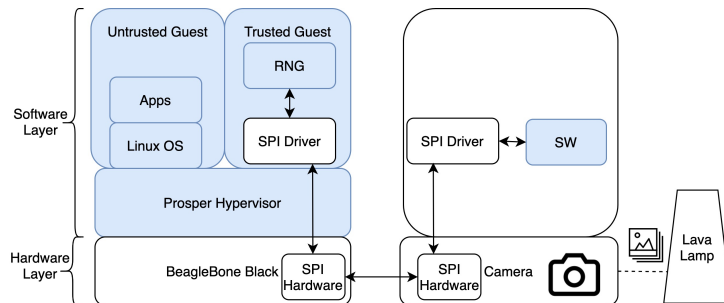 Untrusted Guest
Trusted Guest
RNG
Apps
Software
Layer
SPI Driver
SPI Driver
SW
Linux OS
Prosper Hypervisor
Lava
Lamp
Hardware
Layer
BeagleBone Black
SPI
Hardware
SPI
Hardware
Camera